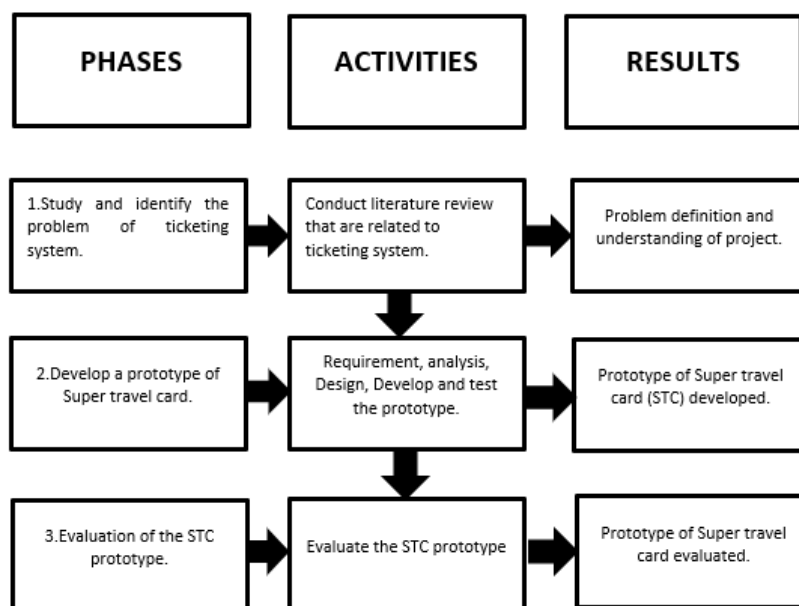 PHASES
ACTIVITIES
RESULTS
1.Study and identify the
problem of ticketing
system.
Conduct literature review
that are related to
ticketing system.
Problem definition and
understanding of project.
2.Develop a prototype of
Super travel card.
Requirement, analysis,
Design, Develop and test
the prototype.
Prototype of Super travel
card (STC) developed.
3.Evaluation of the STC
prototype.
Evaluate the STC prototype
Prototype of Super travel
card evaluated.